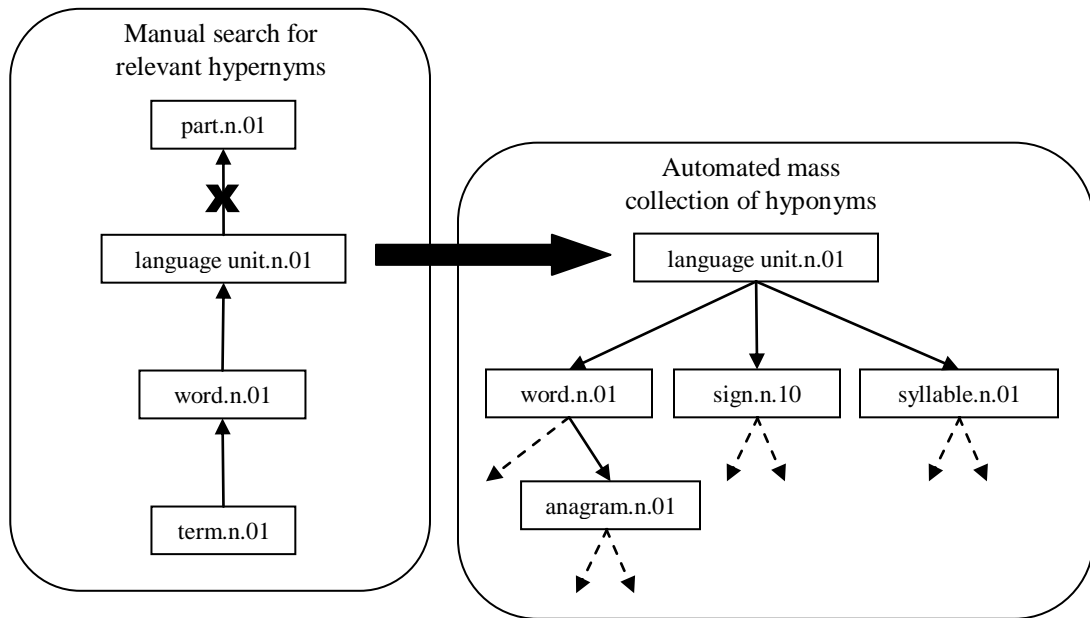 Manual search for
relevant hypernyms
part.n.01
language unit.n.01
word.n.01
term.n.01
Automated mass
collection of hyponyms
language unit.n.01
word.n.01
sign.n.10
syllable.n.01
anagram.n.01